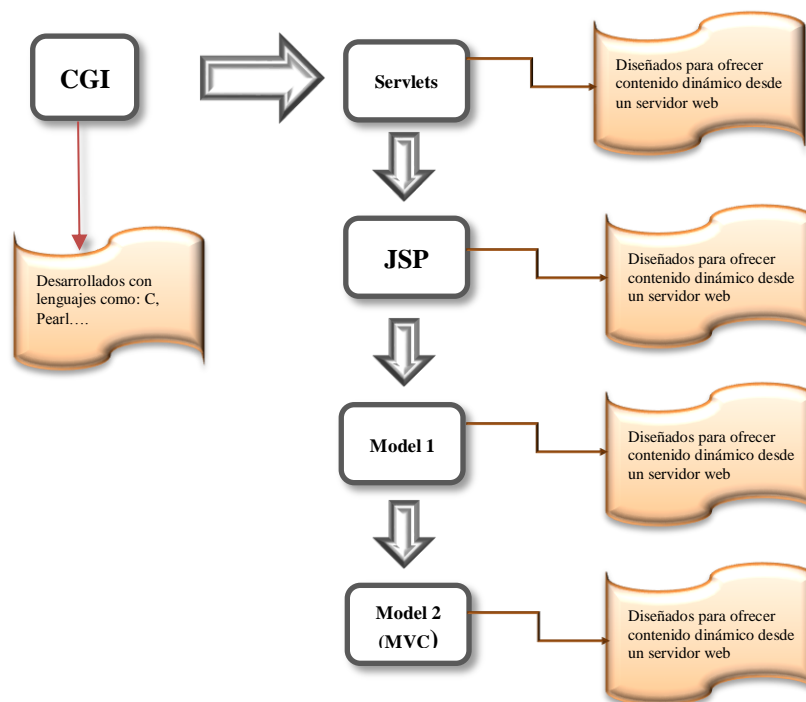 CGI
Servlets
Diseñados para ofrecer
contenido dinámico desde
un servidor web
JSP
Diseñados para ofrecer
contenido dinámico desde
un servidor web
Desarrollados con
lenguajes como: C,
Pearl….
Model 1
Diseñados para ofrecer
contenido dinámico desde
un servidor web
Model 2
(MVC)
Diseñados para ofrecer
contenido dinámico desde
un servidor web